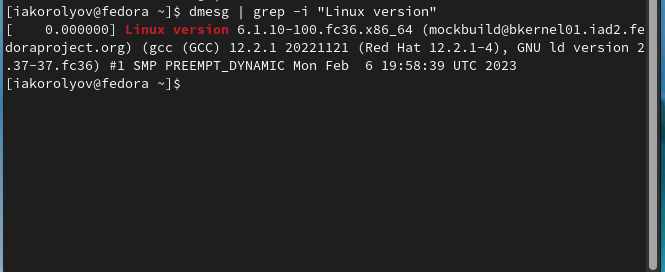 [iakorolyov@fedora ~]$ dmesg | grep -i "Linux version"
[    0.000000] Linux version 6.1.10-100.fc36.x86_64 (mockbuild@bkernel01.iad2.fe
doraproject.org) (gcc (GCC) 12.2.1 20221121 (Red Hat 12.2.1-4), GNU ld version 2
.37-37.fc36) #1 SMP PREEMPT_DYNAMIC Mon Feb  6 19:58:39 UTC 2023
[iakorolyov@fedora ~]$